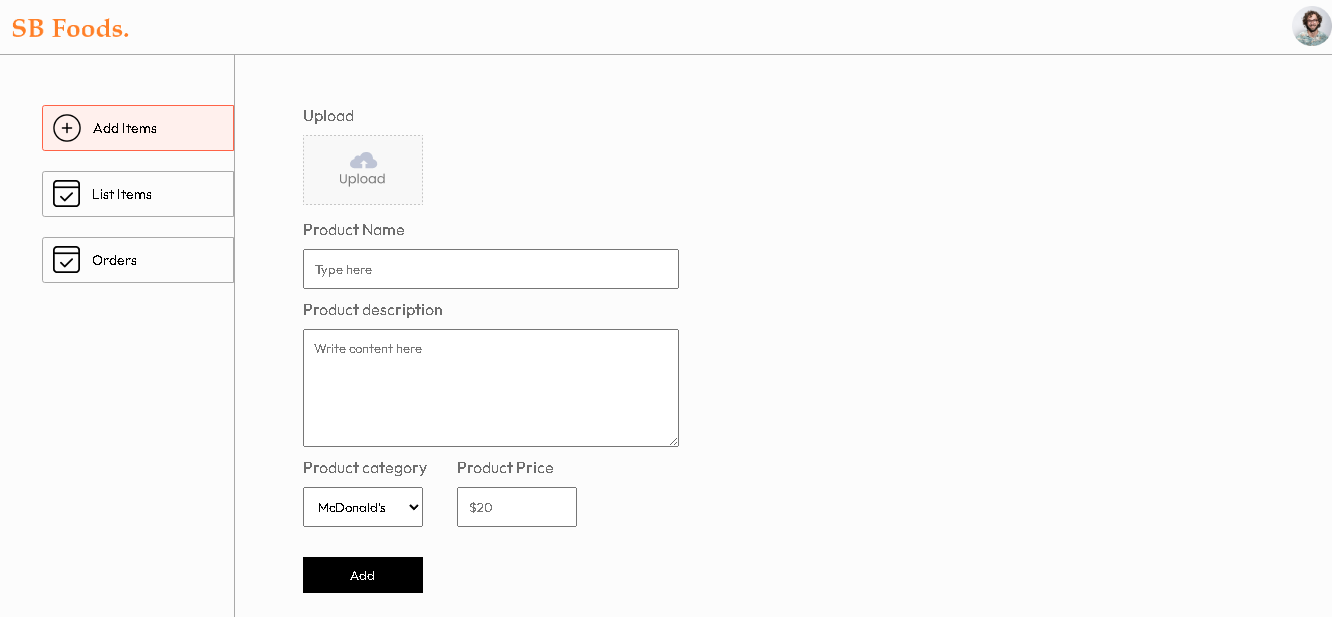 SB Foods.
Add Items
List Items
Orders
Upload
Upload
Product Name
Type here
Product description
Write content here
Product category
Product Price
McDonald's
$20
Add